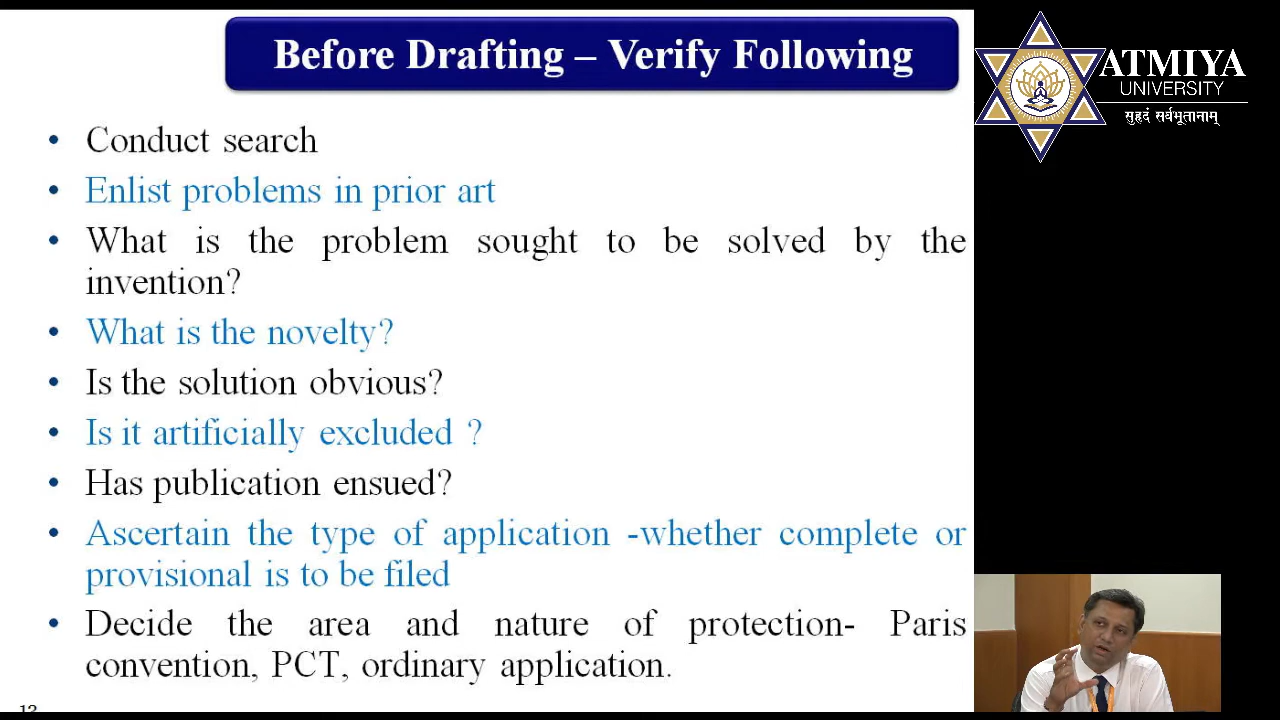 Before Drafting – Verify Following
ATMIYA
UNIVERSITY
सुहृदं सर्वभूतानाम्
• Conduct search
• Enlist problems in prior art
• What is the problem sought to be solved by the
invention?
• What is the novelty?
• Is the solution obvious?
• Is it artificially excluded ?
• Has publication ensued?
• Ascertain the type of application -whether complete or
provisional is to be filed
• Decide the area and nature of protection- Paris
convention, PCT, ordinary application.